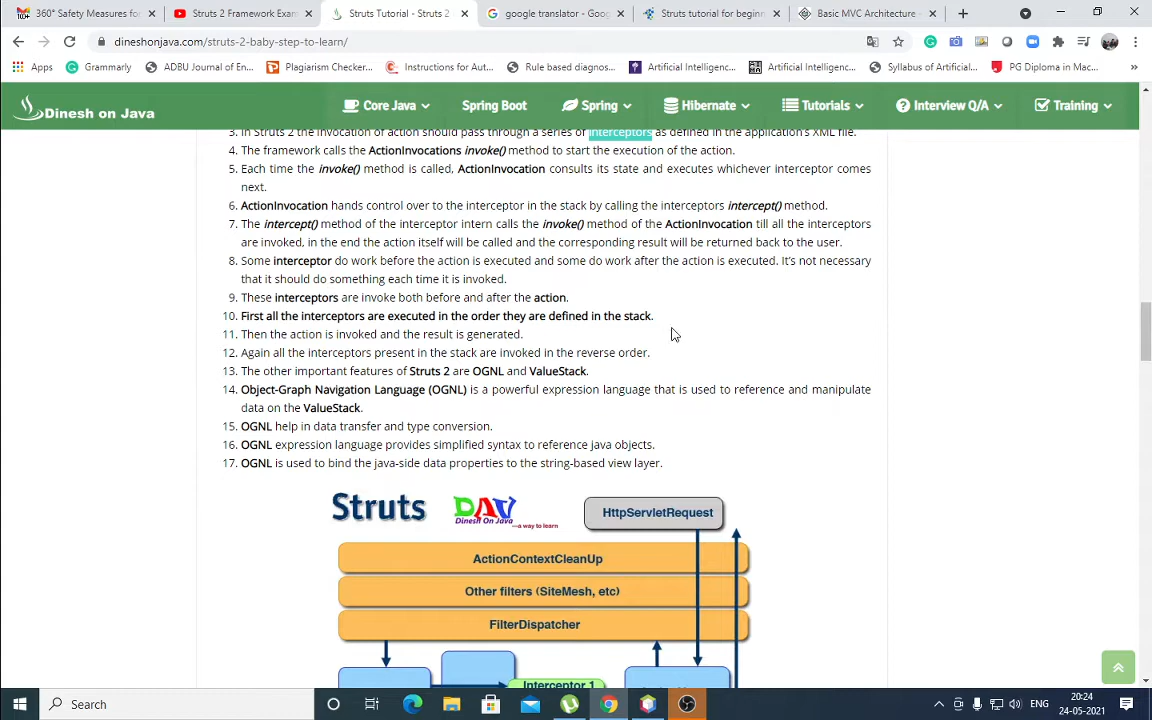 360° Safety Measures for
Struts 2 Framework Exam
Struts Tutorial - Struts 2
google translator - Goog
Struts tutorial for beginn
Basic MVC Architecture -
dineshonjava.com/struts-2-baby-step-to-learn/
Apps
Grammarly
ADBU Journal of En...
Plagiarism Checker...
Instructions for Aut...
Rule based diagnos...
Artificial Intelligenc...
Artificial Intelligenc...
Syllabus of Artificial...
PG Diploma in Mac...
Dinesh on Java
Core Java
Spring Boot
Spring
Hibernate
Tutorials
Interview Q/A
Training
3. In Struts 2 the invocation of action should pass through a series of interceptors as defined in the application's XML file.
4. The framework calls the ActionInvocations invoke() method to start the execution of the action.
5. Each time the invoke() method is called, ActionInvocation consults its state and executes whichever interceptor comes
next.
6. ActionInvocation hands control over to the interceptor in the stack by calling the interceptors intercept() method.
7. The intercept() method of the interceptor intern calls the invoke() method of the ActionInvocation till all the interceptors
are invoked, in the end the action itself will be called and the corresponding result will be returned back to the user.
8. Some interceptor do work before the action is executed and some do work after the action is executed. It's not necessary
that it should do something each time it is invoked.
9. These interceptors are invoke both before and after the action.
10. First all the interceptors are executed in the order they are defined in the stack.
11. Then the action is invoked and the result is generated.
12. Again all the interceptors present in the stack are invoked in the reverse order.
13. The other important features of Struts 2 are OGNL and ValueStack.
14. Object-Graph Navigation Language (OGNL) is a powerful expression language that is used to reference and manipulate
data on the ValueStack.
15. OGNL help in data transfer and type conversion.
16. OGNL expression language provides simplified syntax to reference java objects.
17. OGNL is used to bind the java-side data properties to the string-based view layer.
Struts
DAV
Dinesh On Java
...a way to learn
HttpServletRequest
ActionContextCleanUp
Other filters (SiteMesh, etc)
FilterDispatcher
Interceptor 1
Search
ENG
20:24
24-05-2021